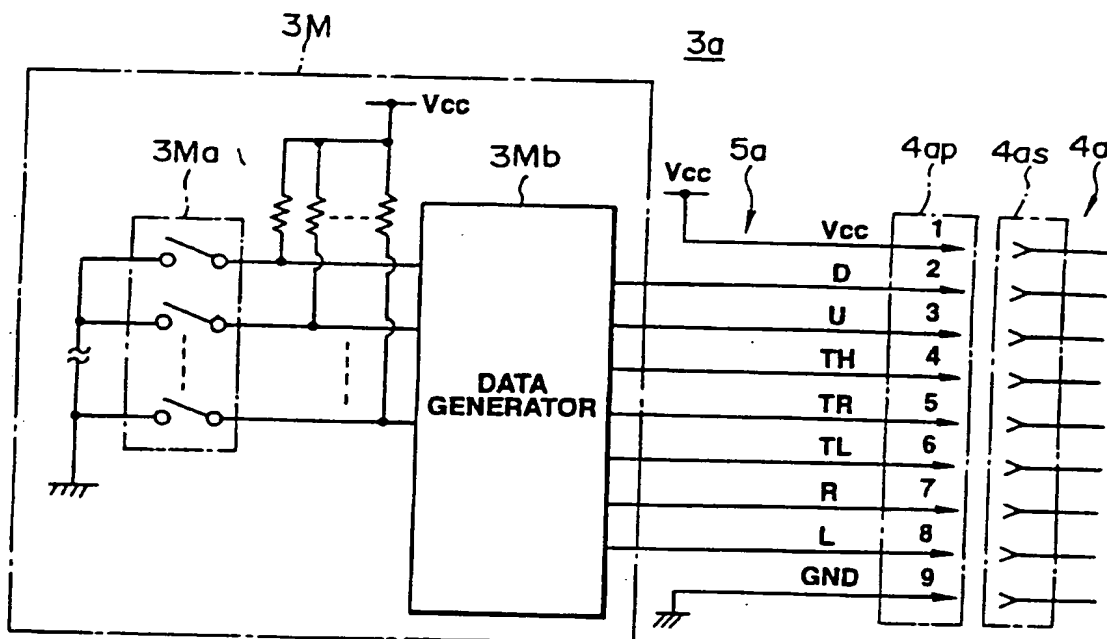 3M
3a
Vcc
3Ma
3Mb
Vcc
5a
4ap
4as
4a
Vcc 1
D 2
U 3
TH 4
DATA
GENERATOR
TR 5
TL 6
R 7
L 8
GND 9